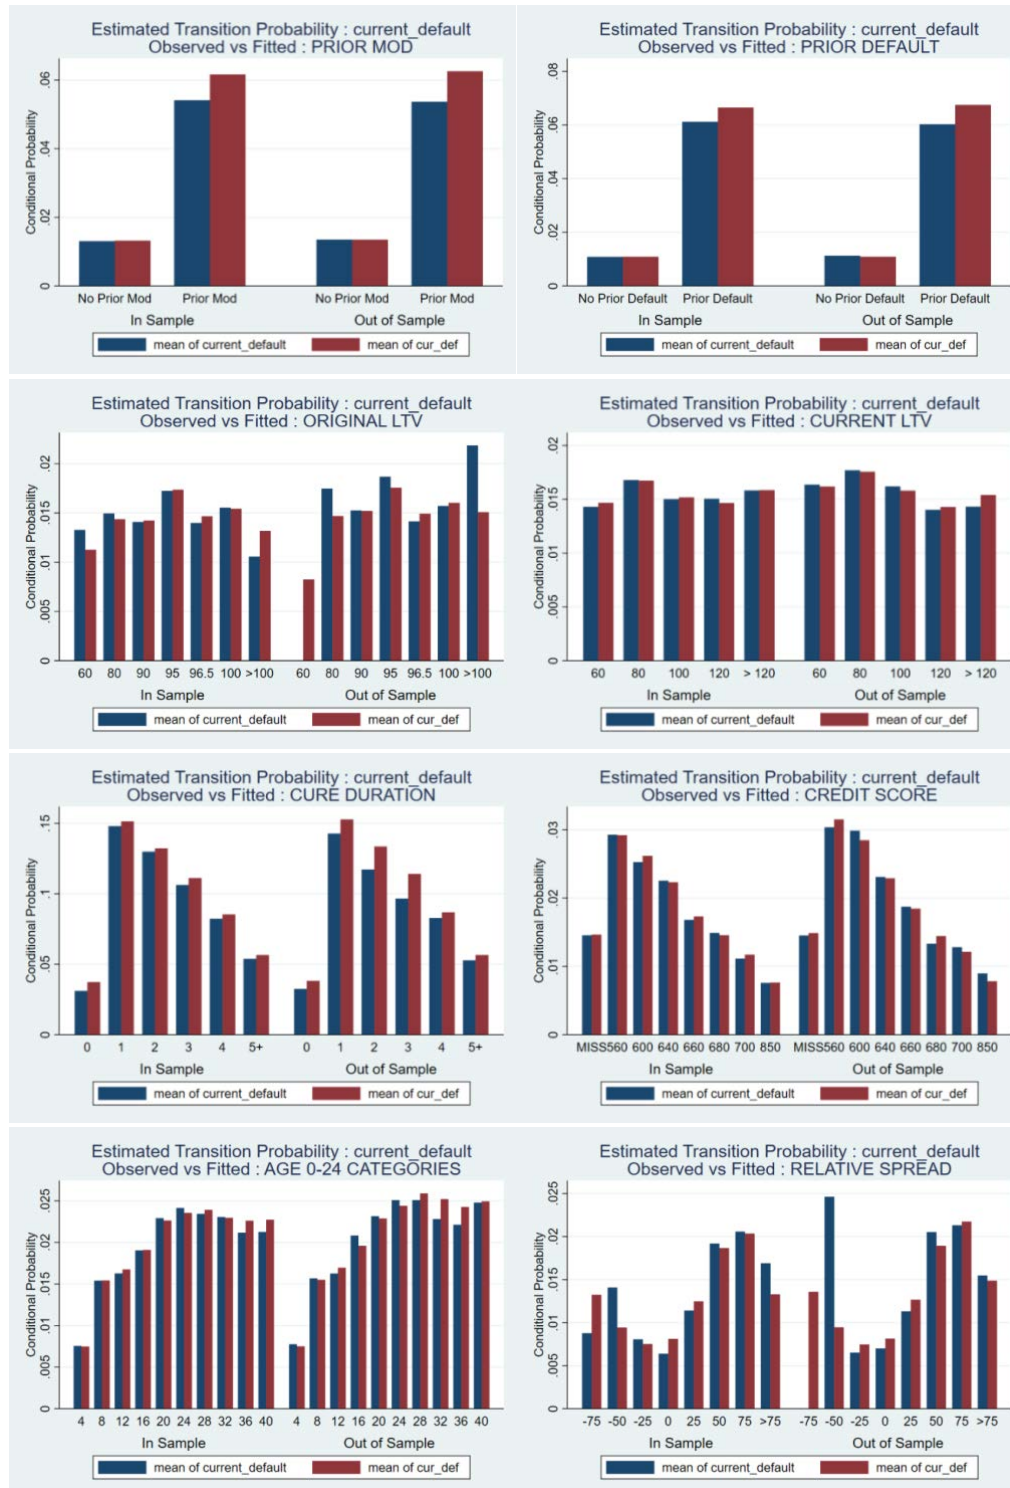 Estimated Transition Probability : current_default
Observed vs Fitted : PRIOR MOD
Conditional Probability
.06
.04
.02
0
No Prior Mod Prior Mod No Prior Mod Prior Mod
In Sample Out of Sample
mean of current_default mean of cur_def
Estimated Transition Probability : current_default
Observed vs Fitted : PRIOR DEFAULT
Conditional Probability
.08
.06
.04
.02
0
No Prior Default Prior Default No Prior Default Prior Default
In Sample Out of Sample
mean of current_default mean of cur_def
Estimated Transition Probability : current_default
Observed vs Fitted : ORIGINAL LTV
Conditional Probability
.02
.015
.01
.005
0
60 80 90 95 96.5 100 >100 60 80 90 95 96.5 100 >100
In Sample Out of Sample
mean of current_default mean of cur_def
Estimated Transition Probability : current_default
Observed vs Fitted : CURRENT LTV
Conditional Probability
.02
.015
.01
.005
0
60 80 100 120 > 120 60 80 100 120 > 120
In Sample Out of Sample
mean of current_default mean of cur_def
Estimated Transition Probability : current_default
Observed vs Fitted : CURE DURATION
Conditional Probability
.15
.1
.05
0
0 1 2 3 4 5+ 0 1 2 3 4 5+
In Sample Out of Sample
mean of current_default mean of cur_def
Estimated Transition Probability : current_default
Observed vs Fitted : CREDIT SCORE
Conditional Probability
.03
.02
.01
0
MISS560 600 640 660 680 700 850 MISS560 600 640 660 680 700 850
In Sample Out of Sample
mean of current_default mean of cur_def
Estimated Transition Probability : current_default
Observed vs Fitted : AGE 0-24 CATEGORIES
Conditional Probability
.025
.02
.015
.01
.005
0
4 8 12 16 20 24 28 32 36 40 4 8 12 16 20 24 28 32 36 40
In Sample Out of Sample
mean of current_default mean of cur_def
Estimated Transition Probability : current_default
Observed vs Fitted : RELATIVE SPREAD
Conditional Probability
.025
.02
.015
.01
.005
0
-75 -50 -25 0 25 50 75 >75 -75 -50 -25 0 25 50 75 >75
In Sample Out of Sample
mean of current_default mean of cur_def